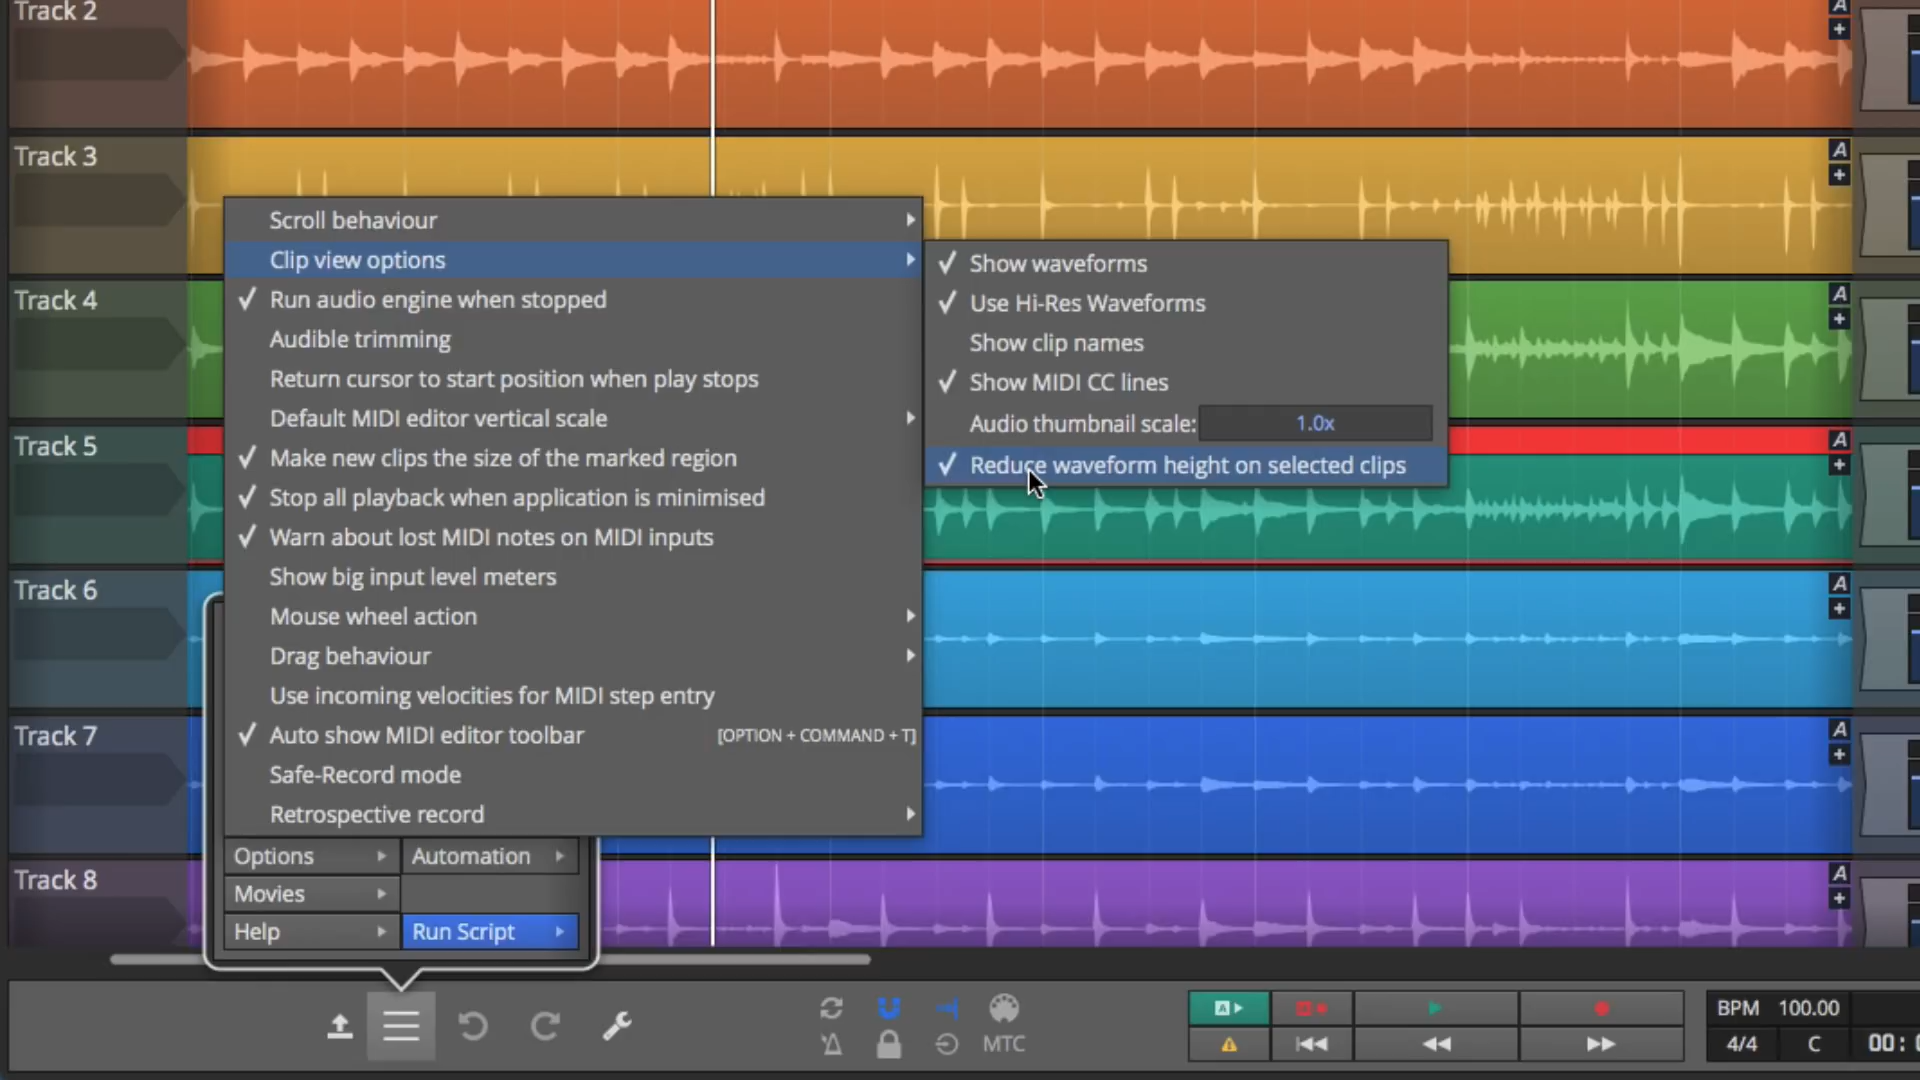 Track 2
A
+
Track 3
A
+
Track 4
A
+
Track 5
A
+
Track 6
A
+
Track 7
A
+
Track 8
A
+
Scroll behaviour
Clip view options
Run audio engine when stopped
Audible trimming
Return cursor to start position when play stops
Default MIDI editor vertical scale
Make new clips the size of the marked region
Stop all playback when application is minimised
Warn about lost MIDI notes on MIDI inputs
Show big input level meters
Mouse wheel action
Drag behaviour
Use incoming velocities for MIDI step entry
Auto show MIDI editor toolbar [OPTION + COMMAND + T]
Safe-Record mode
Retrospective record
Show waveforms
Use Hi-Res Waveforms
Show clip names
Show MIDI CC lines
Audio thumbnail scale: 1.0x
Reduce waveform height on selected clips
Options Automation
Movies
Help Run Script
MTC
A
BPM 100.00
4/4 C 00: